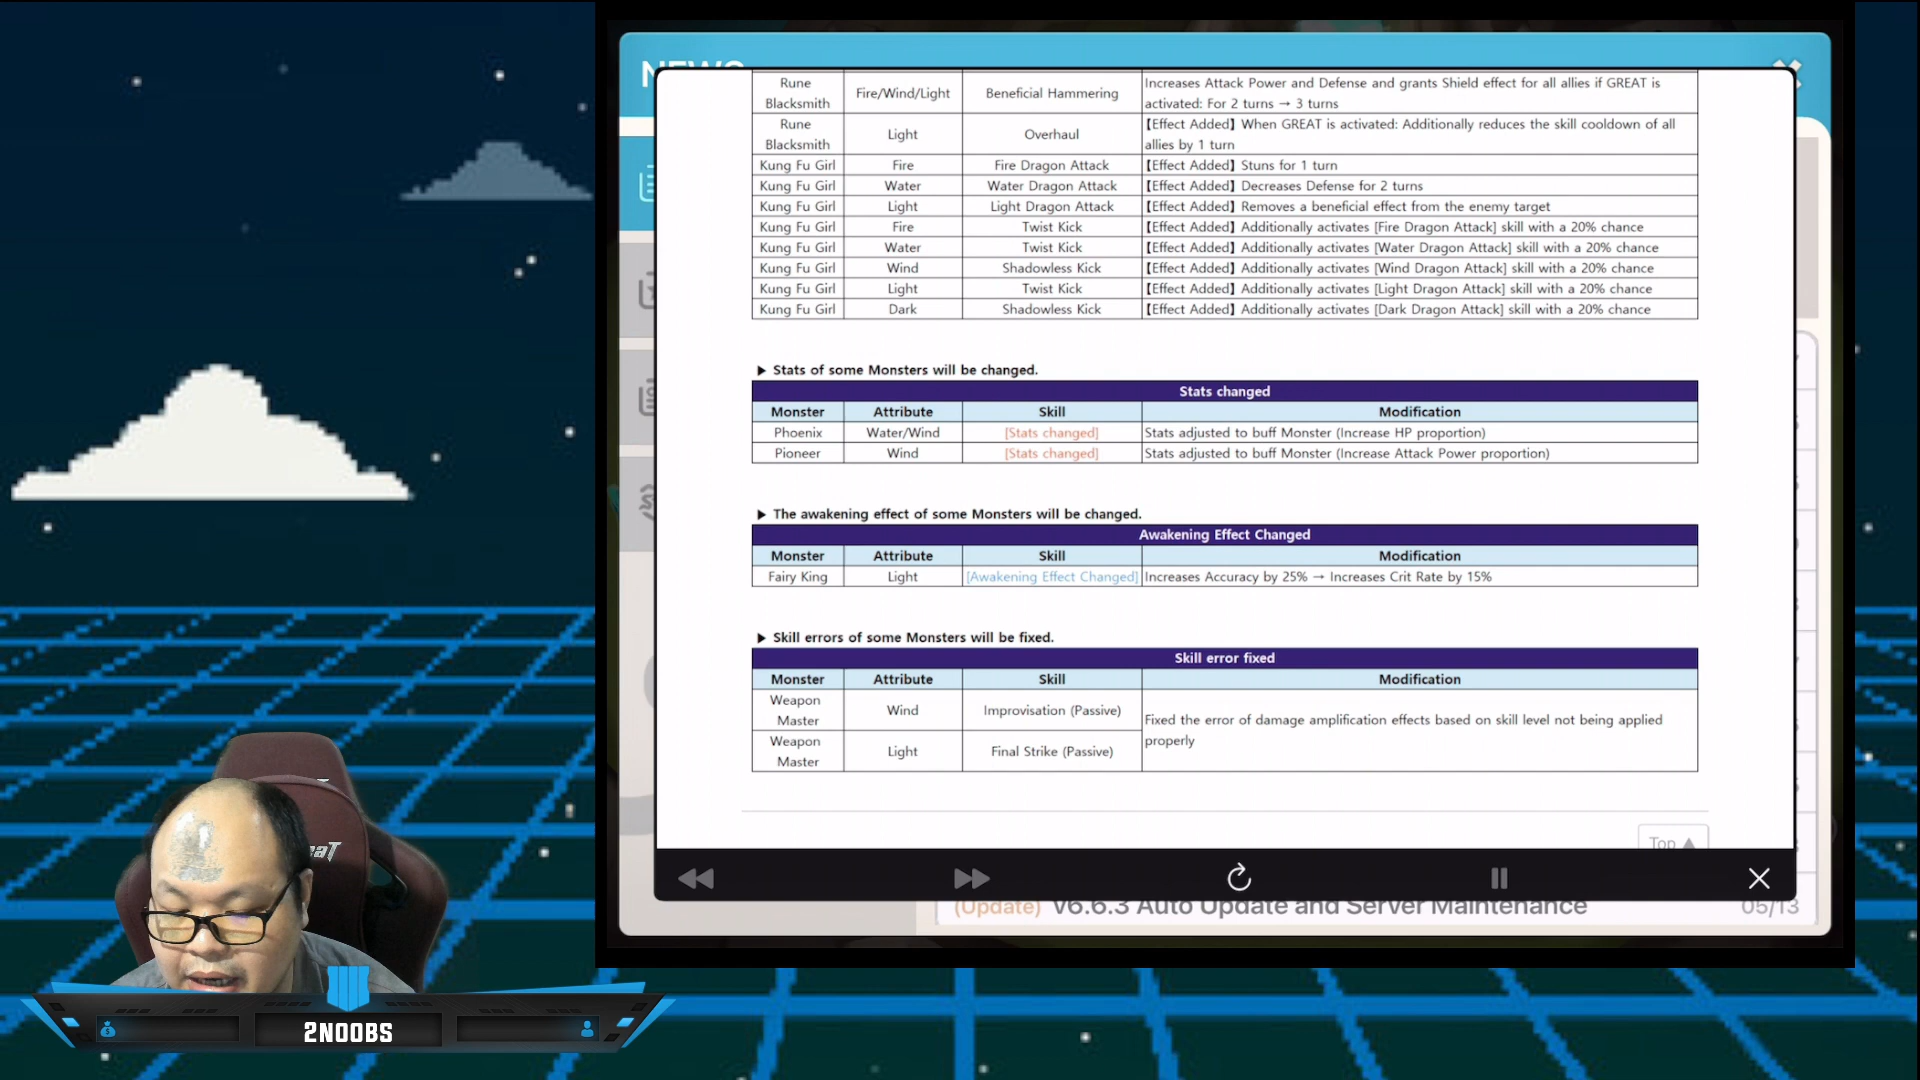 NEWS
Rune Blacksmith Fire/Wind/Light Beneficial Hammering Increases Attack Power and Defense and grants Shield effect for all allies if GREAT is
activated: For 2 turns → 3 turns
Rune Blacksmith Light Overhaul 【Effect Added】 When GREAT is activated: Additionally reduces the skill cooldown of all
allies by 1 turn
Kung Fu Girl Fire Fire Dragon Attack 【Effect Added】 Stuns for 1 turn
Kung Fu Girl Water Water Dragon Attack 【Effect Added】 Decreases Defense for 2 turns
Kung Fu Girl Light Light Dragon Attack 【Effect Added】 Removes a beneficial effect from the enemy target
Kung Fu Girl Fire Twist Kick 【Effect Added】 Additionally activates [Fire Dragon Attack] skill with a 20% chance
Kung Fu Girl Water Twist Kick 【Effect Added】 Additionally activates [Water Dragon Attack] skill with a 20% chance
Kung Fu Girl Wind Shadowless Kick 【Effect Added】 Additionally activates [Wind Dragon Attack] skill with a 20% chance
Kung Fu Girl Light Twist Kick 【Effect Added】 Additionally activates [Light Dragon Attack] skill with a 20% chance
Kung Fu Girl Dark Shadowless Kick 【Effect Added】 Additionally activates [Dark Dragon Attack] skill with a 20% chance
▶ Stats of some Monsters will be changed.
Stats changed
Monster Attribute Skill Modification
Phoenix Water/Wind [Stats changed] Stats adjusted to buff Monster (Increase HP proportion)
Pioneer Wind [Stats changed] Stats adjusted to buff Monster (Increase Attack Power proportion)
▶ The awakening effect of some Monsters will be changed.
Awakening Effect Changed
Monster Attribute Skill Modification
Fairy King Light [Awakening Effect Changed] Increases Accuracy by 25% → Increases Crit Rate by 15%
▶ Skill errors of some Monsters will be fixed.
Skill error fixed
Monster Attribute Skill Modification
Weapon Master Wind Improvisation (Passive) Fixed the error of damage amplification effects based on skill level not being applied
properly
Weapon Master Light Final Strike (Passive)
Top ▲
(Update) V6.6.3 Auto Update and Server Maintenance 05/13
2NOOBS